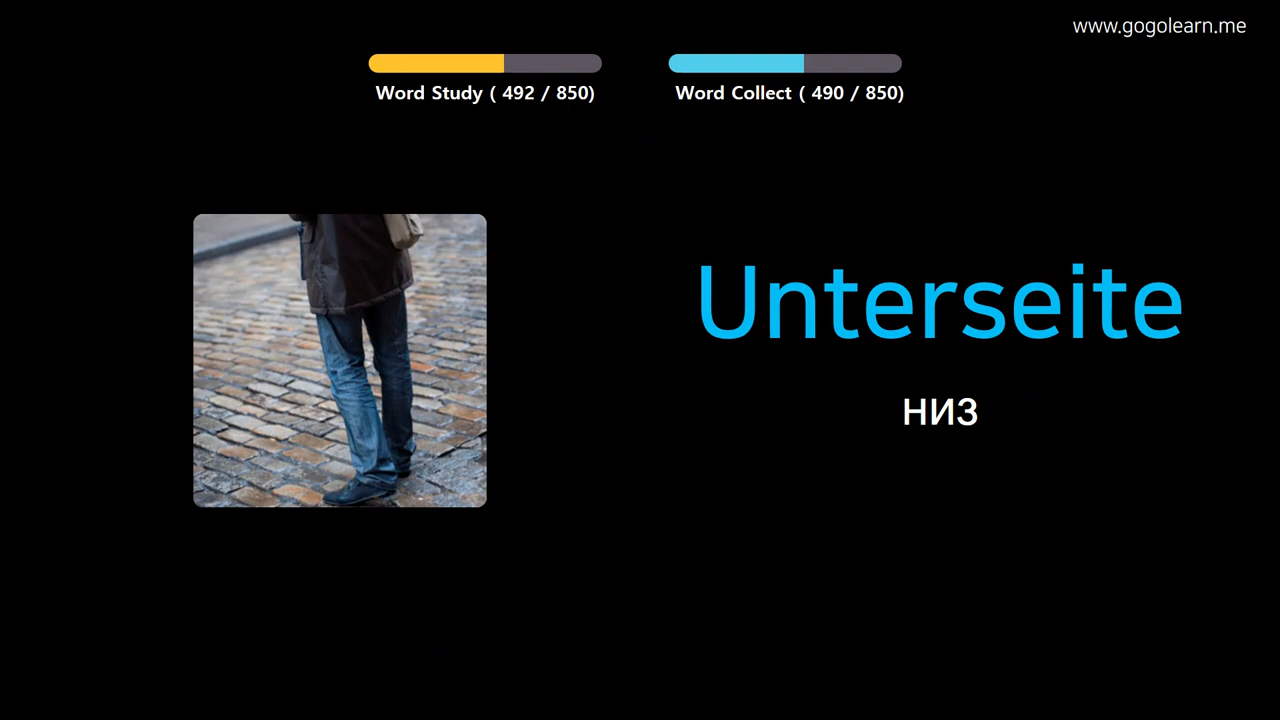 www.gogolearn.me
Word Study ( 492 / 850)
Word Collect ( 490 / 850)
Unterseite
низ